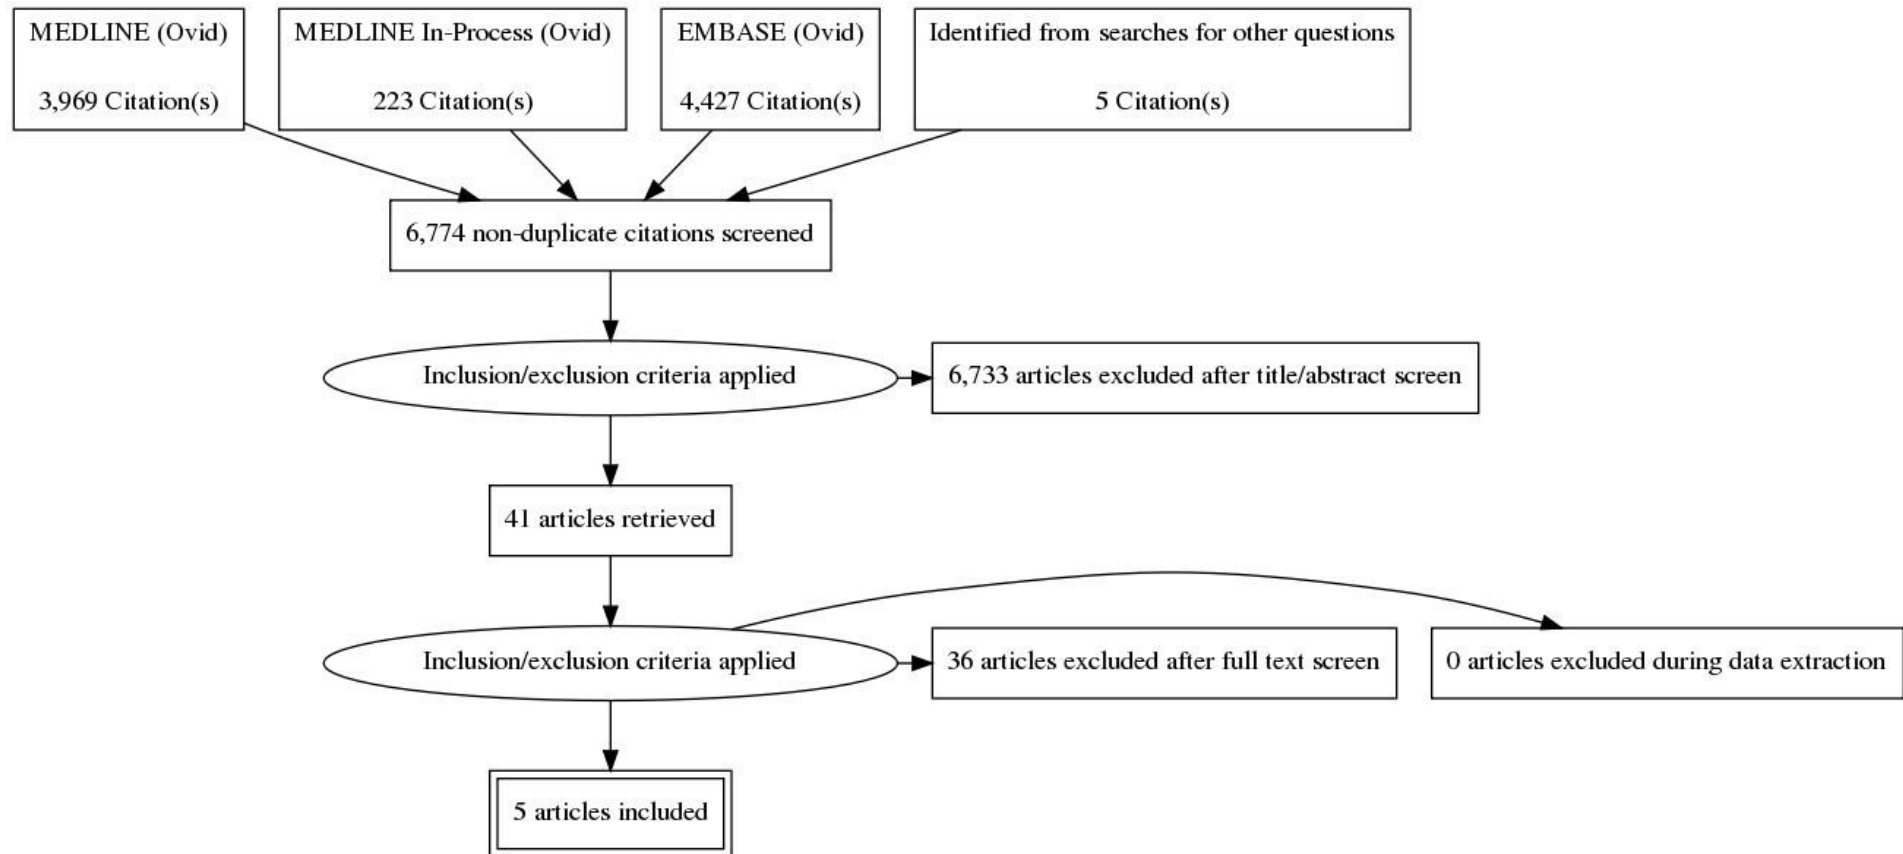 MEDLINE (Ovid)
3,969 Citation(s)
MEDLINE In-Process (Ovid)
223 Citation(s)
EMBASE (Ovid)
4,427 Citation(s)
Identified from searches for other questions
5 Citation(s)
6,774 non-duplicate citations screened
Inclusion/exclusion criteria applied
6,733 articles excluded after title/abstract screen
41 articles retrieved
Inclusion/exclusion criteria applied
36 articles excluded after full text screen
0 articles excluded during data extraction
5 articles included